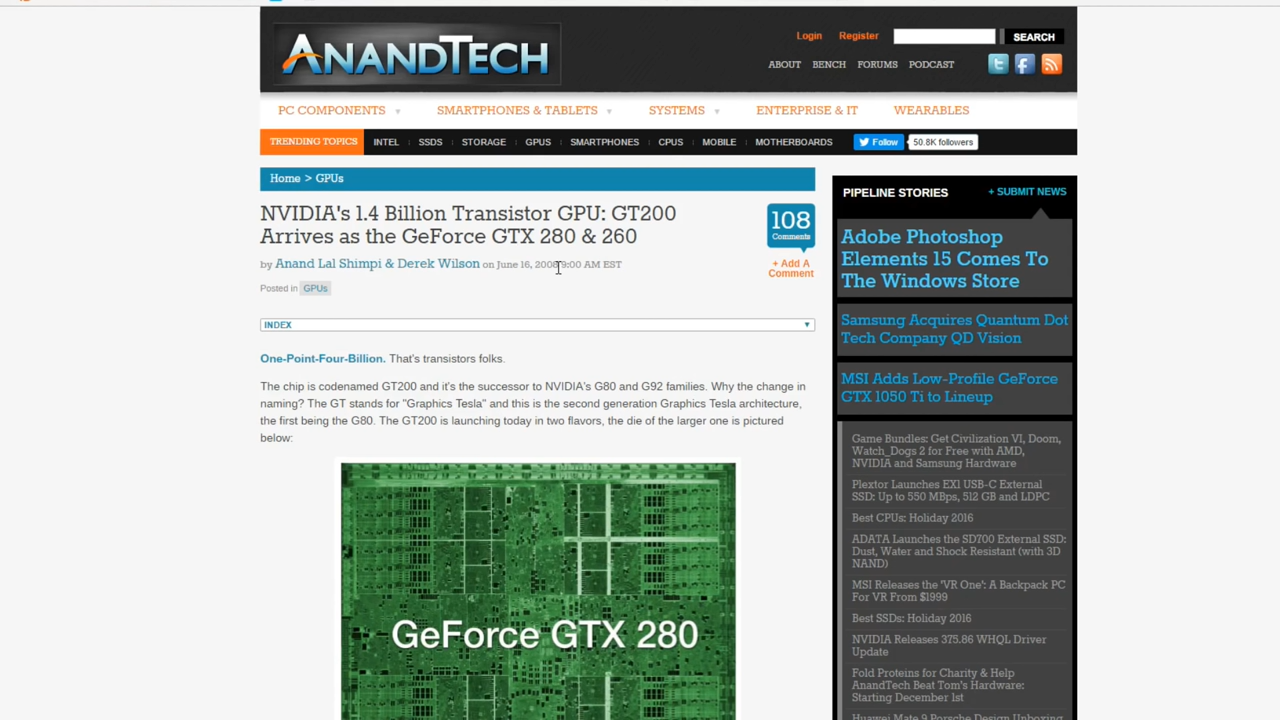 ANANDTECH
Login
Register
SEARCH
ABOUT
BENCH
FORUMS
PODCAST
PC COMPONENTS
SMARTPHONES & TABLETS
SYSTEMS
ENTERPRISE & IT
WEARABLES
TRENDING TOPICS
INTEL
SSDS
STORAGE
GPUS
SMARTPHONES
CPUS
MOBILE
MOTHERBOARDS
Follow
50.8K followers
Home > GPUs
NVIDIA's 1.4 Billion Transistor GPU: GT200
Arrives as the GeForce GTX 280 & 260
by Anand Lal Shimpi & Derek Wilson on June 16, 2008 9:00 AM EST
Posted in GPUs
108
Comments
+ Add A
Comment
INDEX
One-Point-Four-Billion. That's transistors folks.
The chip is codenamed GT200 and it's the successor to NVIDIA's G80 and G92 families. Why the change in
naming? The GT stands for "Graphics Tesla" and this is the second generation Graphics Tesla architecture,
the first being the G80. The GT200 is launching today in two flavors, the die of the larger one is pictured
below:
GeForce GTX 280
PIPELINE STORIES
+ SUBMIT NEWS
Adobe Photoshop
Elements 15 Comes To
The Windows Store
Samsung Acquires Quantum Dot
Tech Company QD Vision
MSI Adds Low-Profile GeForce
GTX 1050 Ti to Lineup
Game Bundles: Get Civilization VI, Doom,
Watch_Dogs 2 for Free with AMD,
NVIDIA and Samsung Hardware
Plextor Launches EX1 USB-C External
SSD: Up to 550 MBps, 512 GB and LDPC
Best CPUs: Holiday 2016
ADATA Launches the SD700 External SSD:
Dust, Water and Shock Resistant (with 3D
NAND)
MSI Releases the 'VR One': A Backpack PC
For VR From $1999
Best SSDs: Holiday 2016
NVIDIA Releases 375.86 WHQL Driver
Update
Fold Proteins for Charity & Help
AnandTech Beat Tom's Hardware:
Starting December 1st
Huawei Mate 9 Porsche Design Unboxing